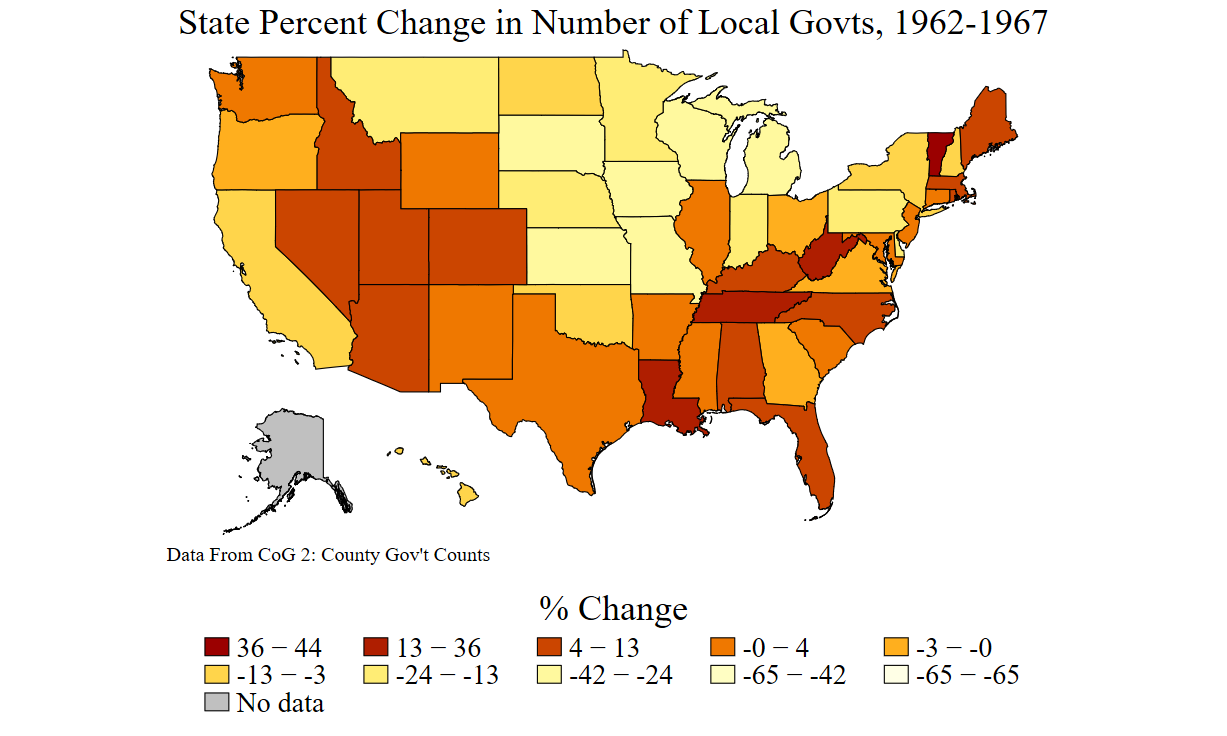 State Percent Change in Number of Local Govts, 1962-1967
Data From CoG 2: County Gov't Counts
% Change
36 − 44 13 − 36 4 − 13 -0 − 4 -3 − -0
-13 − -3 -24 − -13 -42 − -24 -65 − -42 -65 − -65
No data